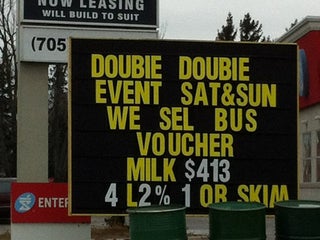 NOW LEASING
WILL BUILD TO SUIT
(705
DOUBIE DOUBIE
EVENT SAT&SUN
WE SEL BUS
VOUCHER
MILK $413
4 L2% 1 OR SKIM
ENTER